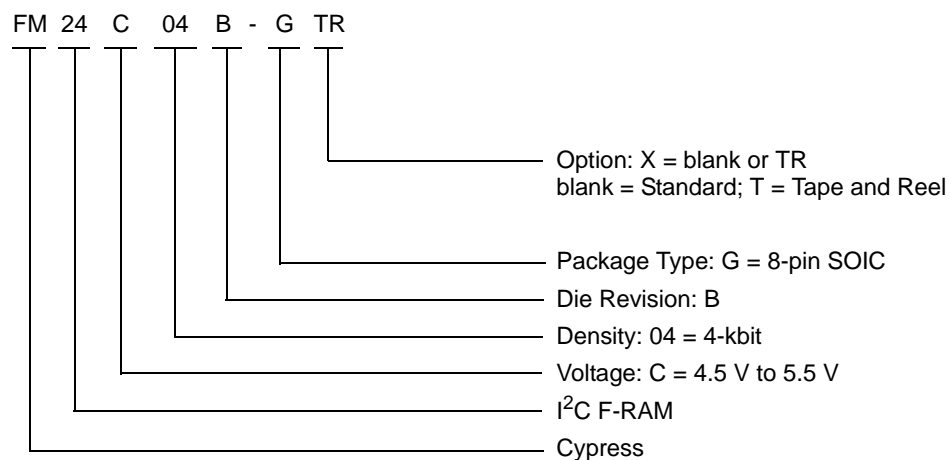 FM 24 C 04 B - G TR
Option: X = blank or TR
blank = Standard; T = Tape and Reel
Package Type: G = 8-pin SOIC
Die Revision: B
Density: 04 = 4-kbit
Voltage: C = 4.5 V to 5.5 V
I²C F-RAM
Cypress